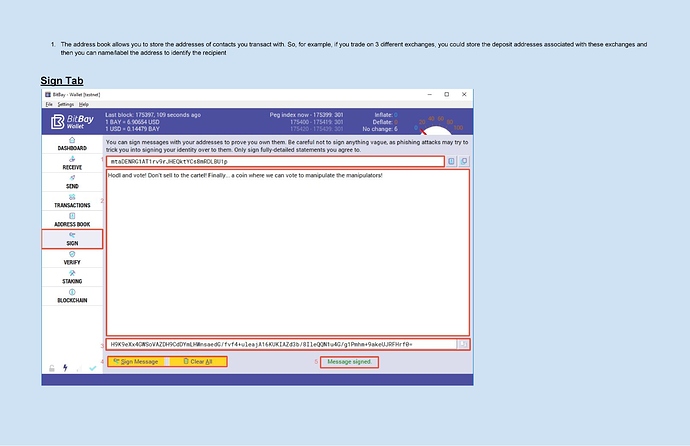 1. The address book allows you to store the addresses of contacts you transact with. So, for example, if you trade on 3 different exchanges, you could store the deposit addresses associated with these exchanges and
then you can name/label the address to identify the recipient
Sign Tab
BitBay - Wallet [testnet]
File Settings Help
BitBay
Wallet
Last block: 175397, 109 seconds ago
1 BAY = 6.90654 USD
1 USD = 0.14479 BAY
Peg index now - 175399: 301
175400 - 175419: 301
175420 - 175439: 301
Inflate: 0
Deflate: 0
No change: 6
20 40 60 80 100
DASHBOARD
RECEIVE
SEND
TRANSACTIONS
ADDRESS BOOK
SIGN
VERIFY
STAKING
BLOCKCHAIN
You can sign messages with your addresses to prove you own them. Be careful not to sign anything vague, as phishing attacks may try to
trick you into signing your identity over to them. Only sign fully-detailed statements you agree to.
1
2
Hodl and vote! Don't sell to the cartel! Finally... a coin where we can vote to manipulate the manipulators!
3
4
Sign Message
Clear All
5
Message signed.